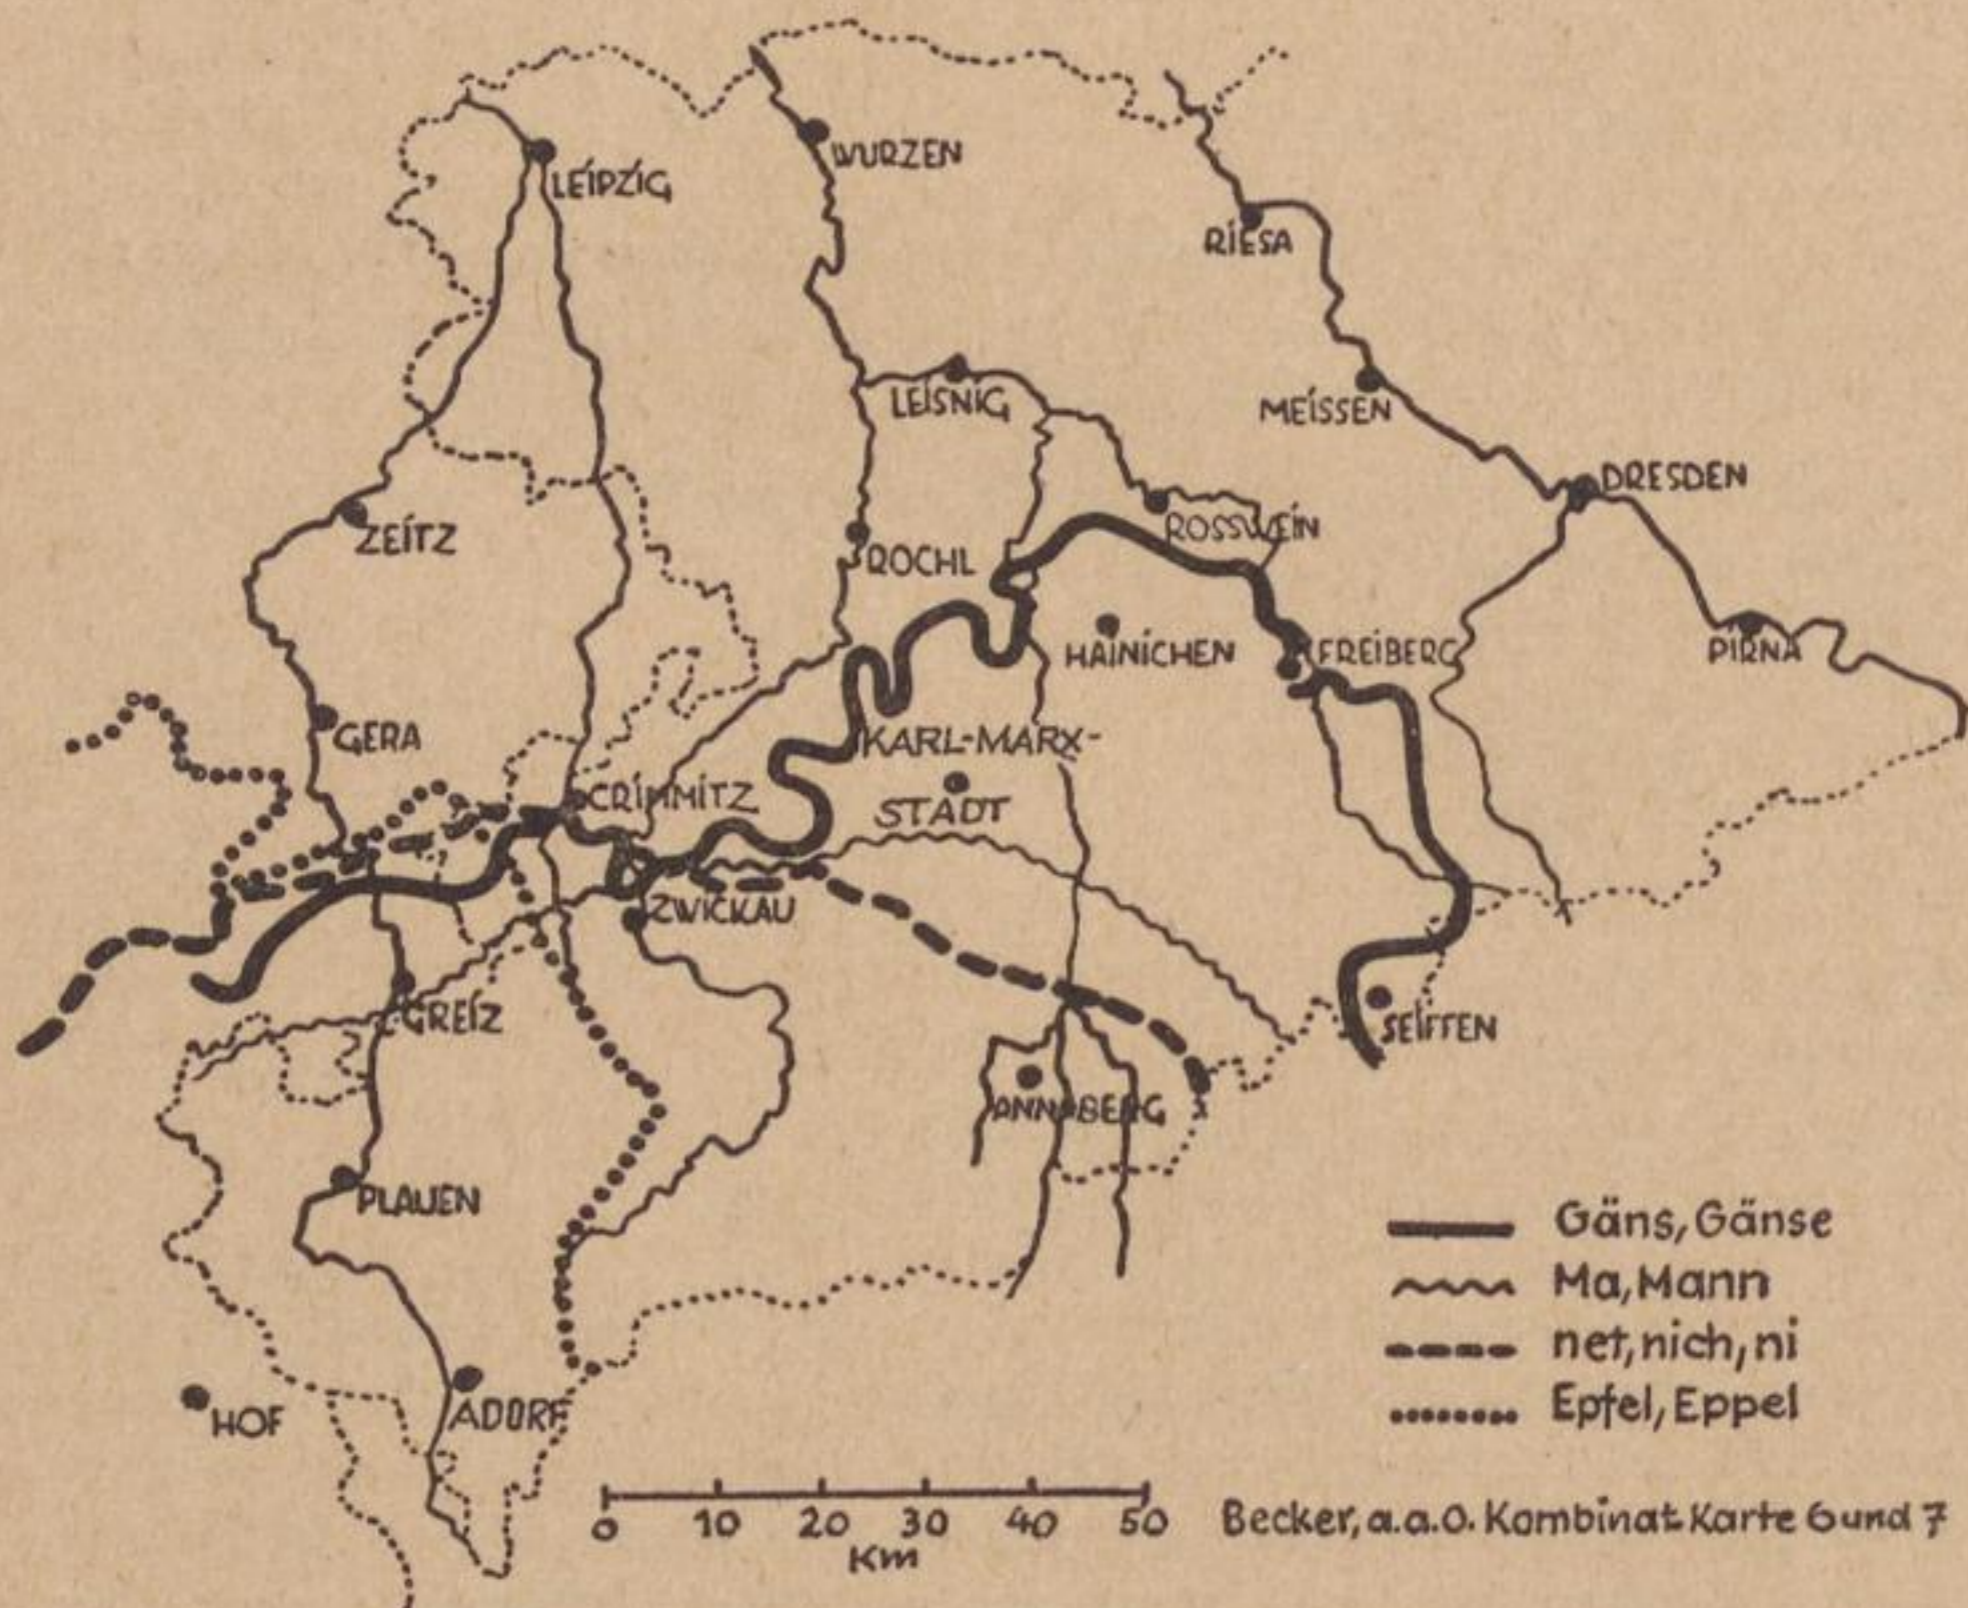 WURZEN
LEIPZIG
RIESA
LEISNIG
MEISSEN
DRESDEN
ZEITZ
ROSSWEIN
ROCHL
HAINICHEN
FREIBERG
PIRNA
GERA
KARL-MARX-
STADT
CRIMMITZ
ZWICKAU
GREIZ
SEIFFEN
ANNABERG
PLAUEN
HOF
ADORF
Gäns, Gänse
Ma, Mann
net, nich, ni
Epfel, Eppel
0 10 20 30 40 50
Km
Becker, a.a.O. Kombinat Karte 6 und 7